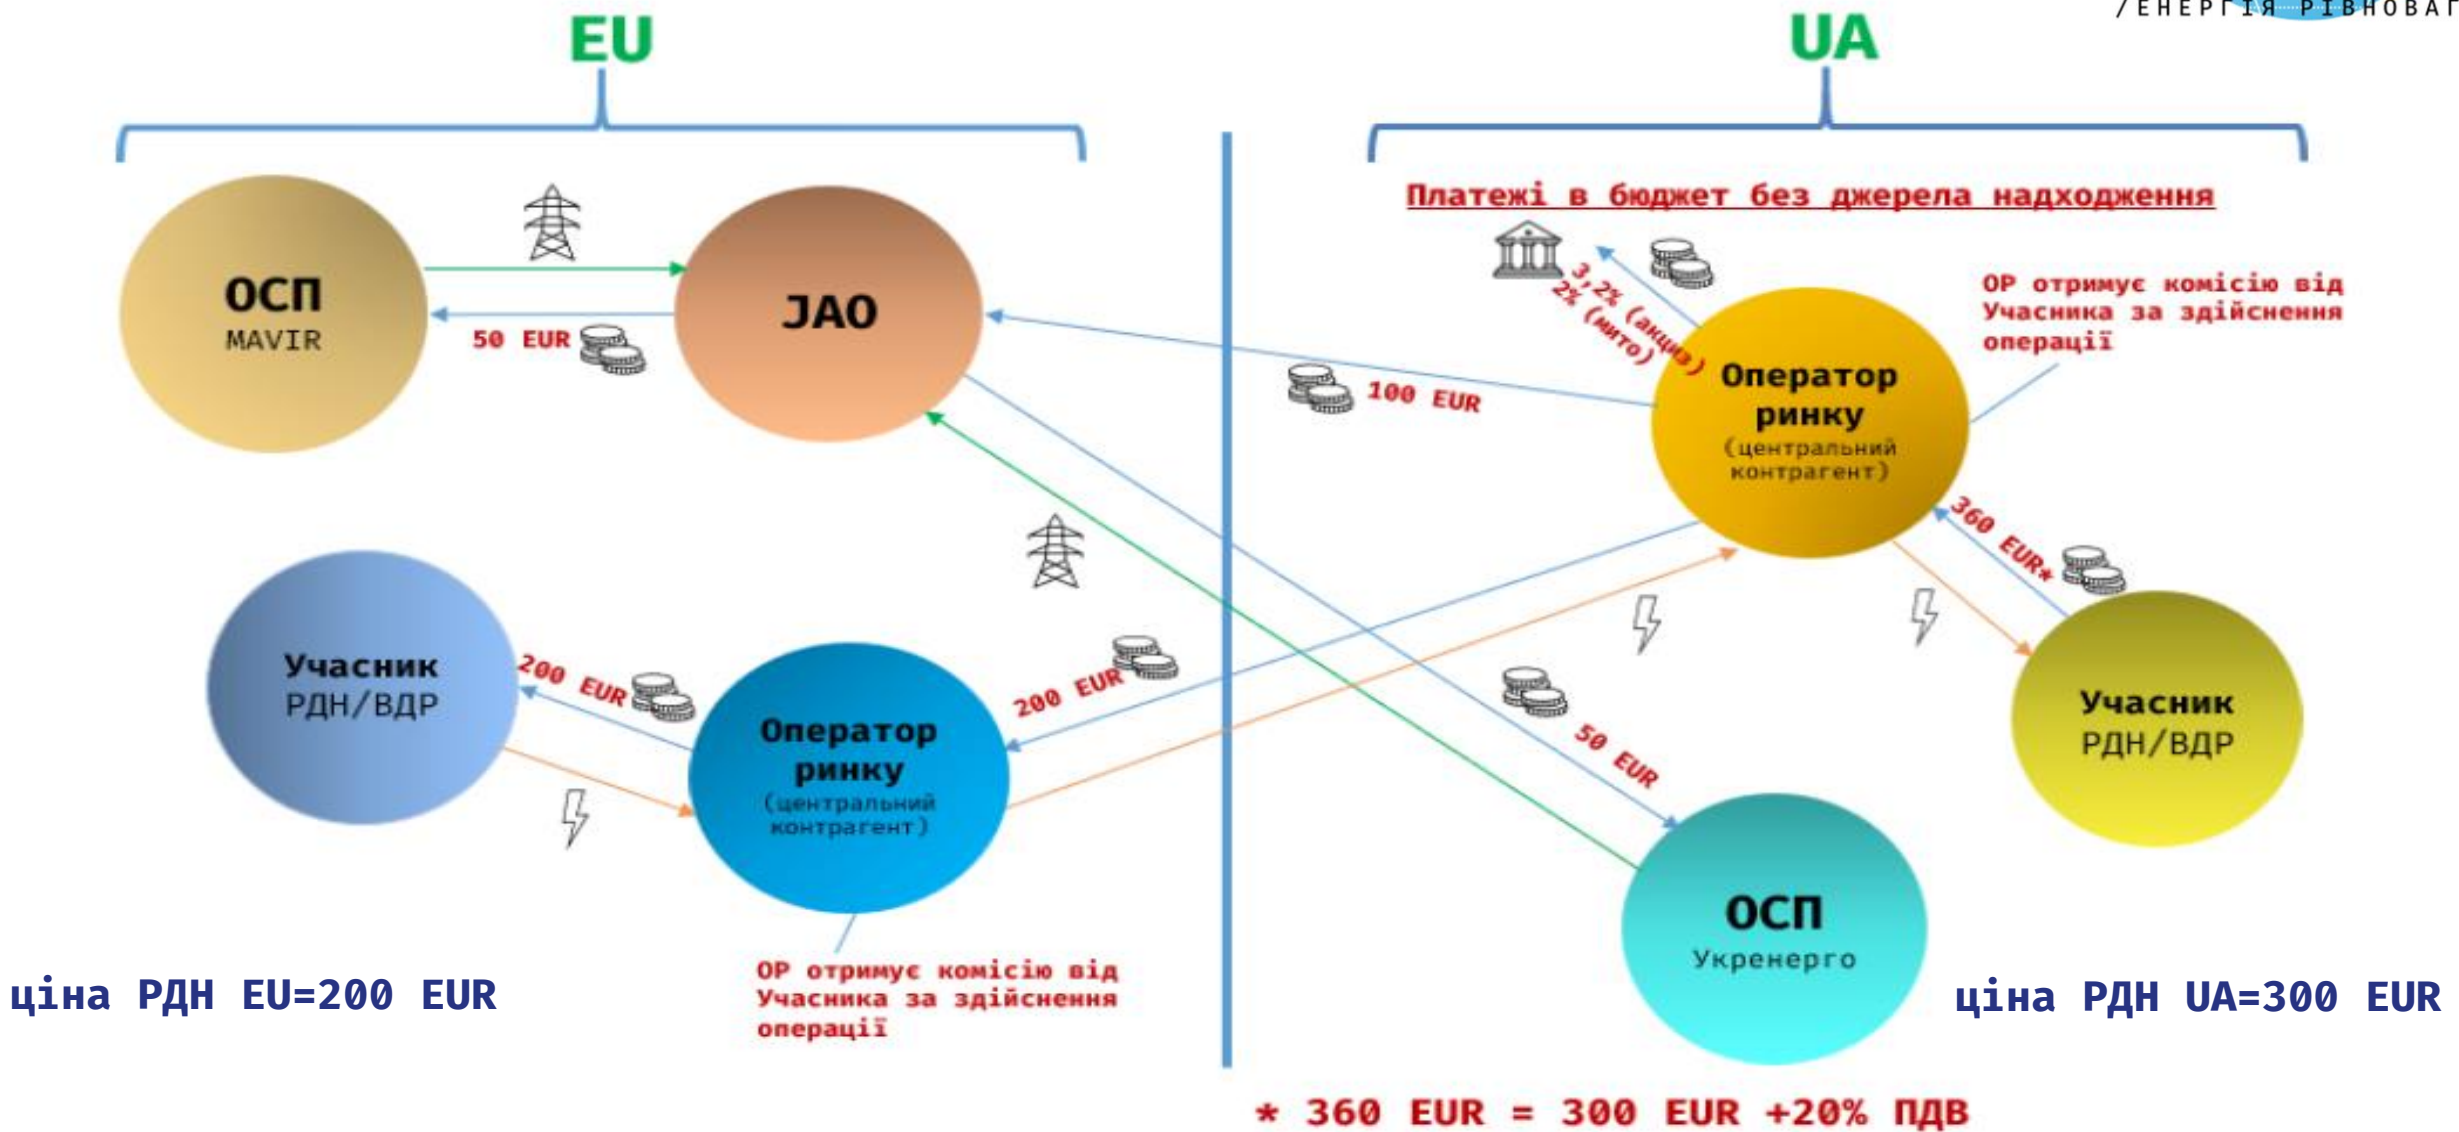 /ЕНЕРГІЯ РІВНОВАГ
EU
UA
Платежі в бюджет без джерела надходження
ОСП
MAVIR
JAO
50 EUR
3,2% (акциз)
2% (мито)
ОР отримує комісію від
Учасника за здійснення
операції
Оператор
ринку
(центральний
контрагент)
100 EUR
360 EUR*
Учасник
РДН/ВДР
200 EUR
Оператор
ринку
(центральний
контрагент)
200 EUR
50 EUR
Учасник
РДН/ВДР
ОСП
Укренерго
ОР отримує комісію від
Учасника за здійснення
операції
ціна РДН EU=200 EUR
ціна РДН UA=300 EUR
* 360 EUR = 300 EUR +20% ПДВ